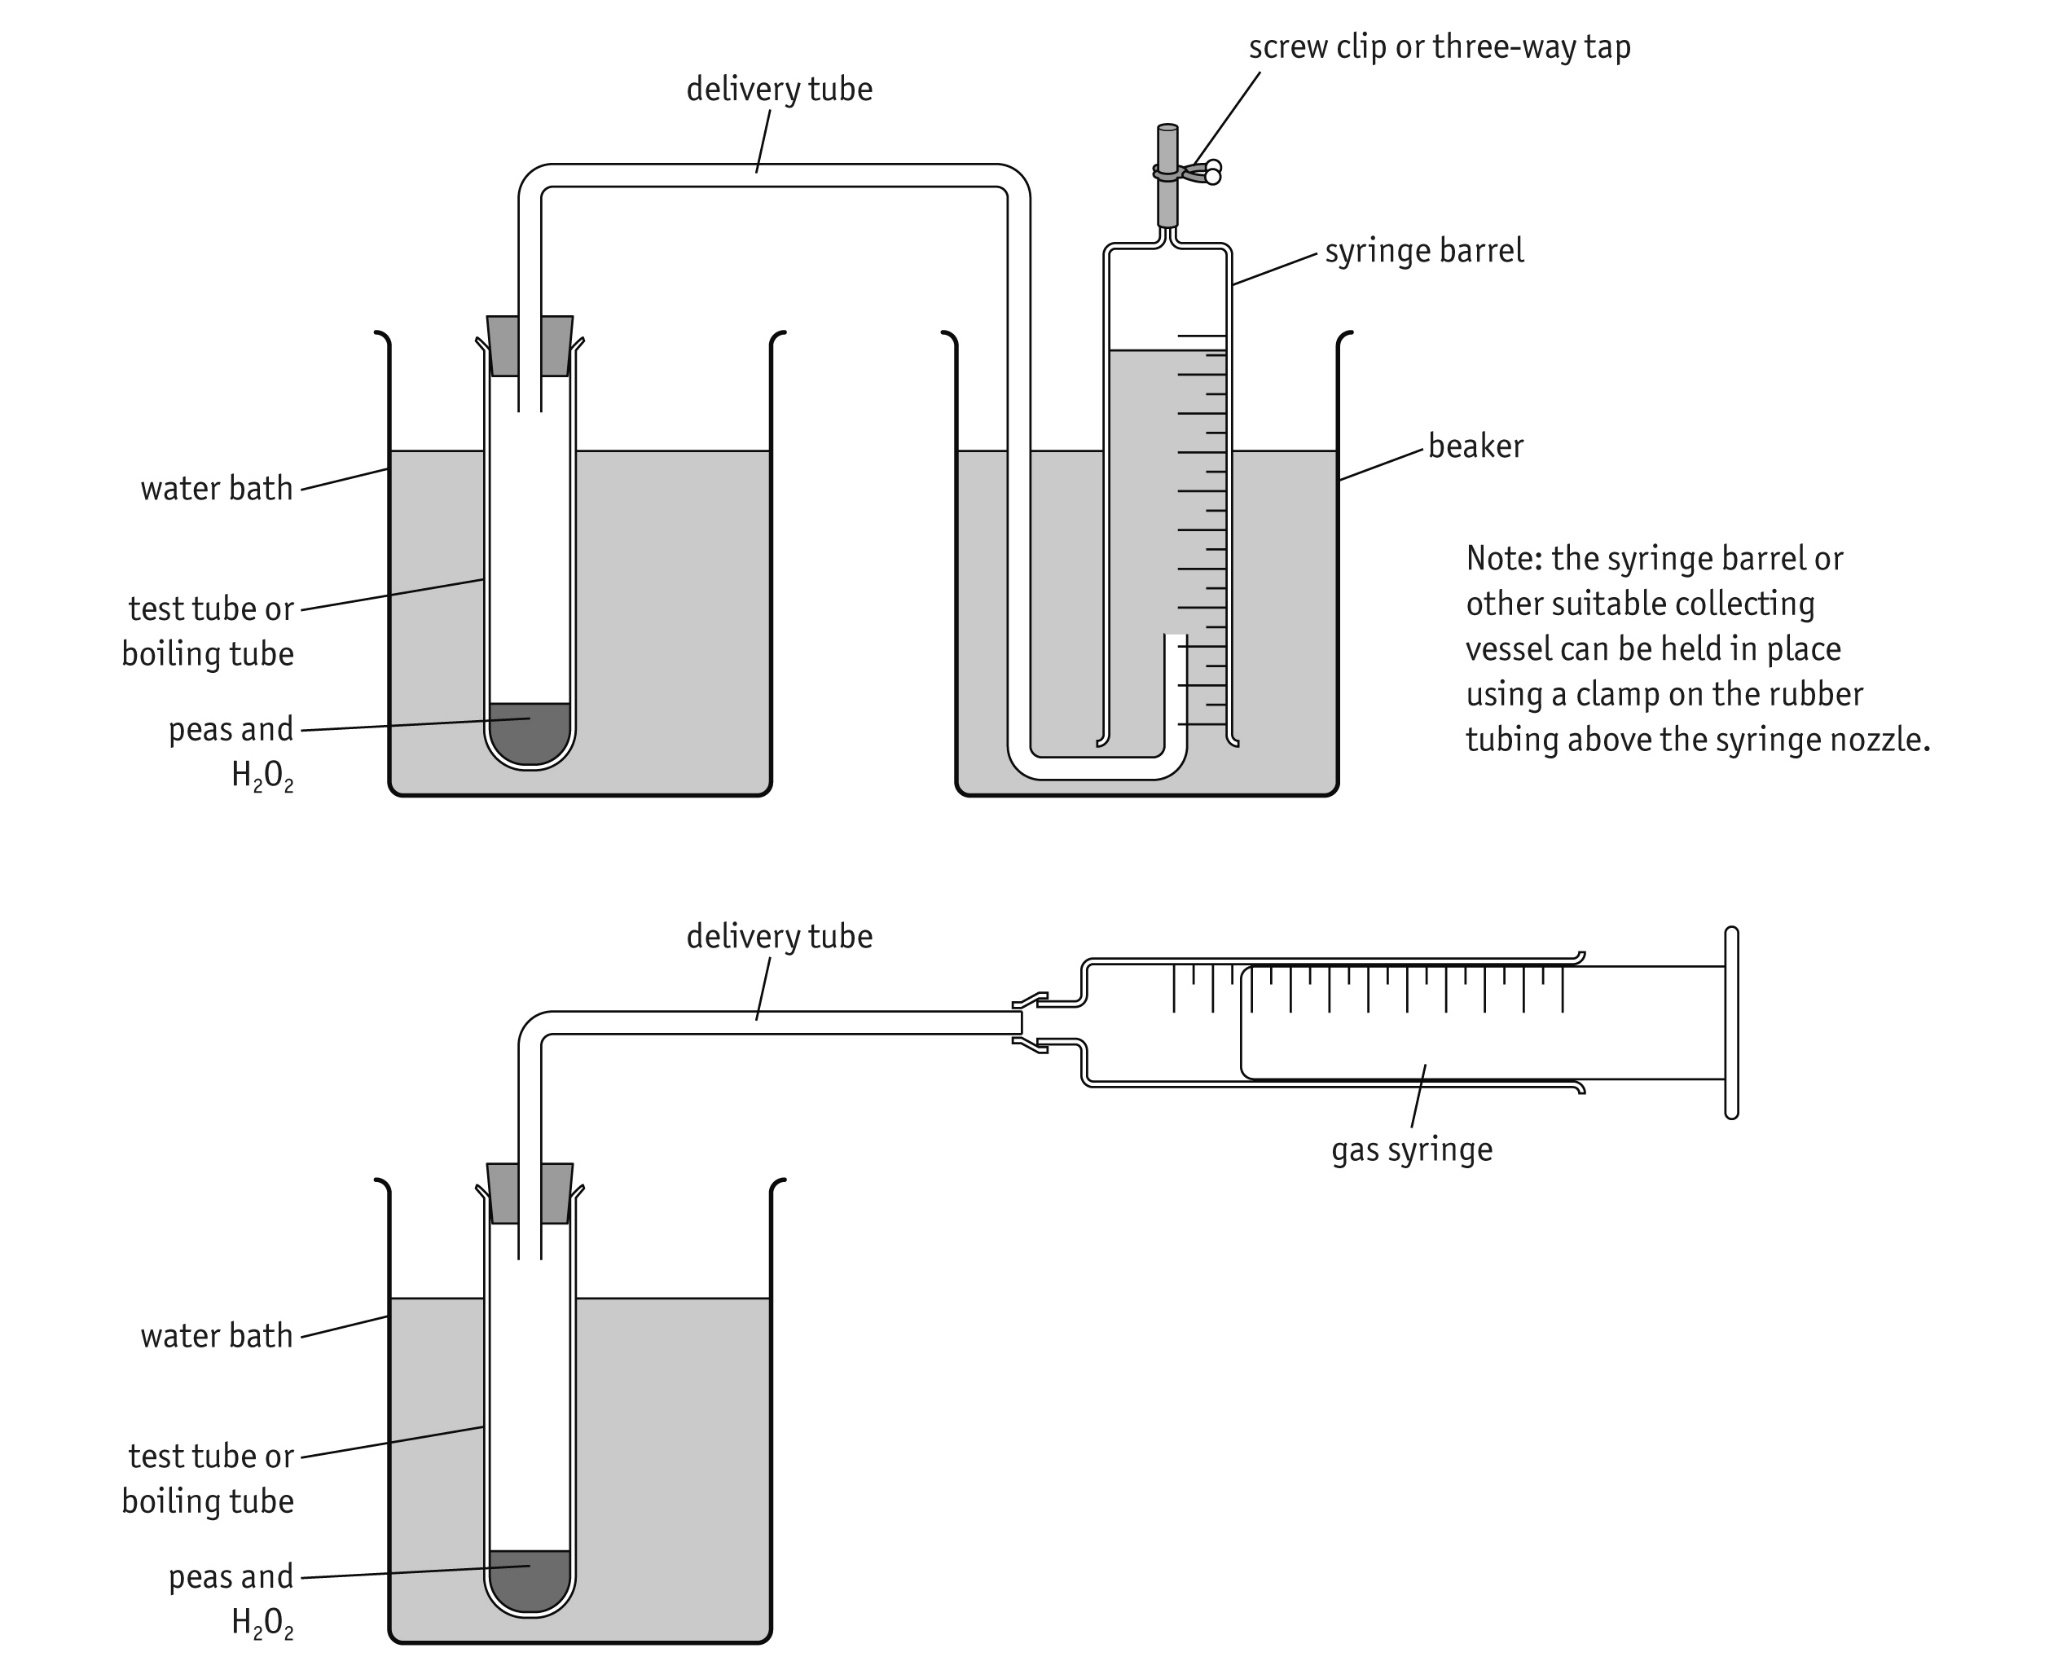 screw clip or three-way tap
delivery tube
syringe barrel
beaker
water bath
Note: the syringe barrel or
other suitable collecting
vessel can be held in place
using a clamp on the rubber
tubing above the syringe nozzle.
test tube or
boiling tube
peas and
H₂O₂
delivery tube
gas syringe
water bath
test tube or
boiling tube
peas and
H₂O₂